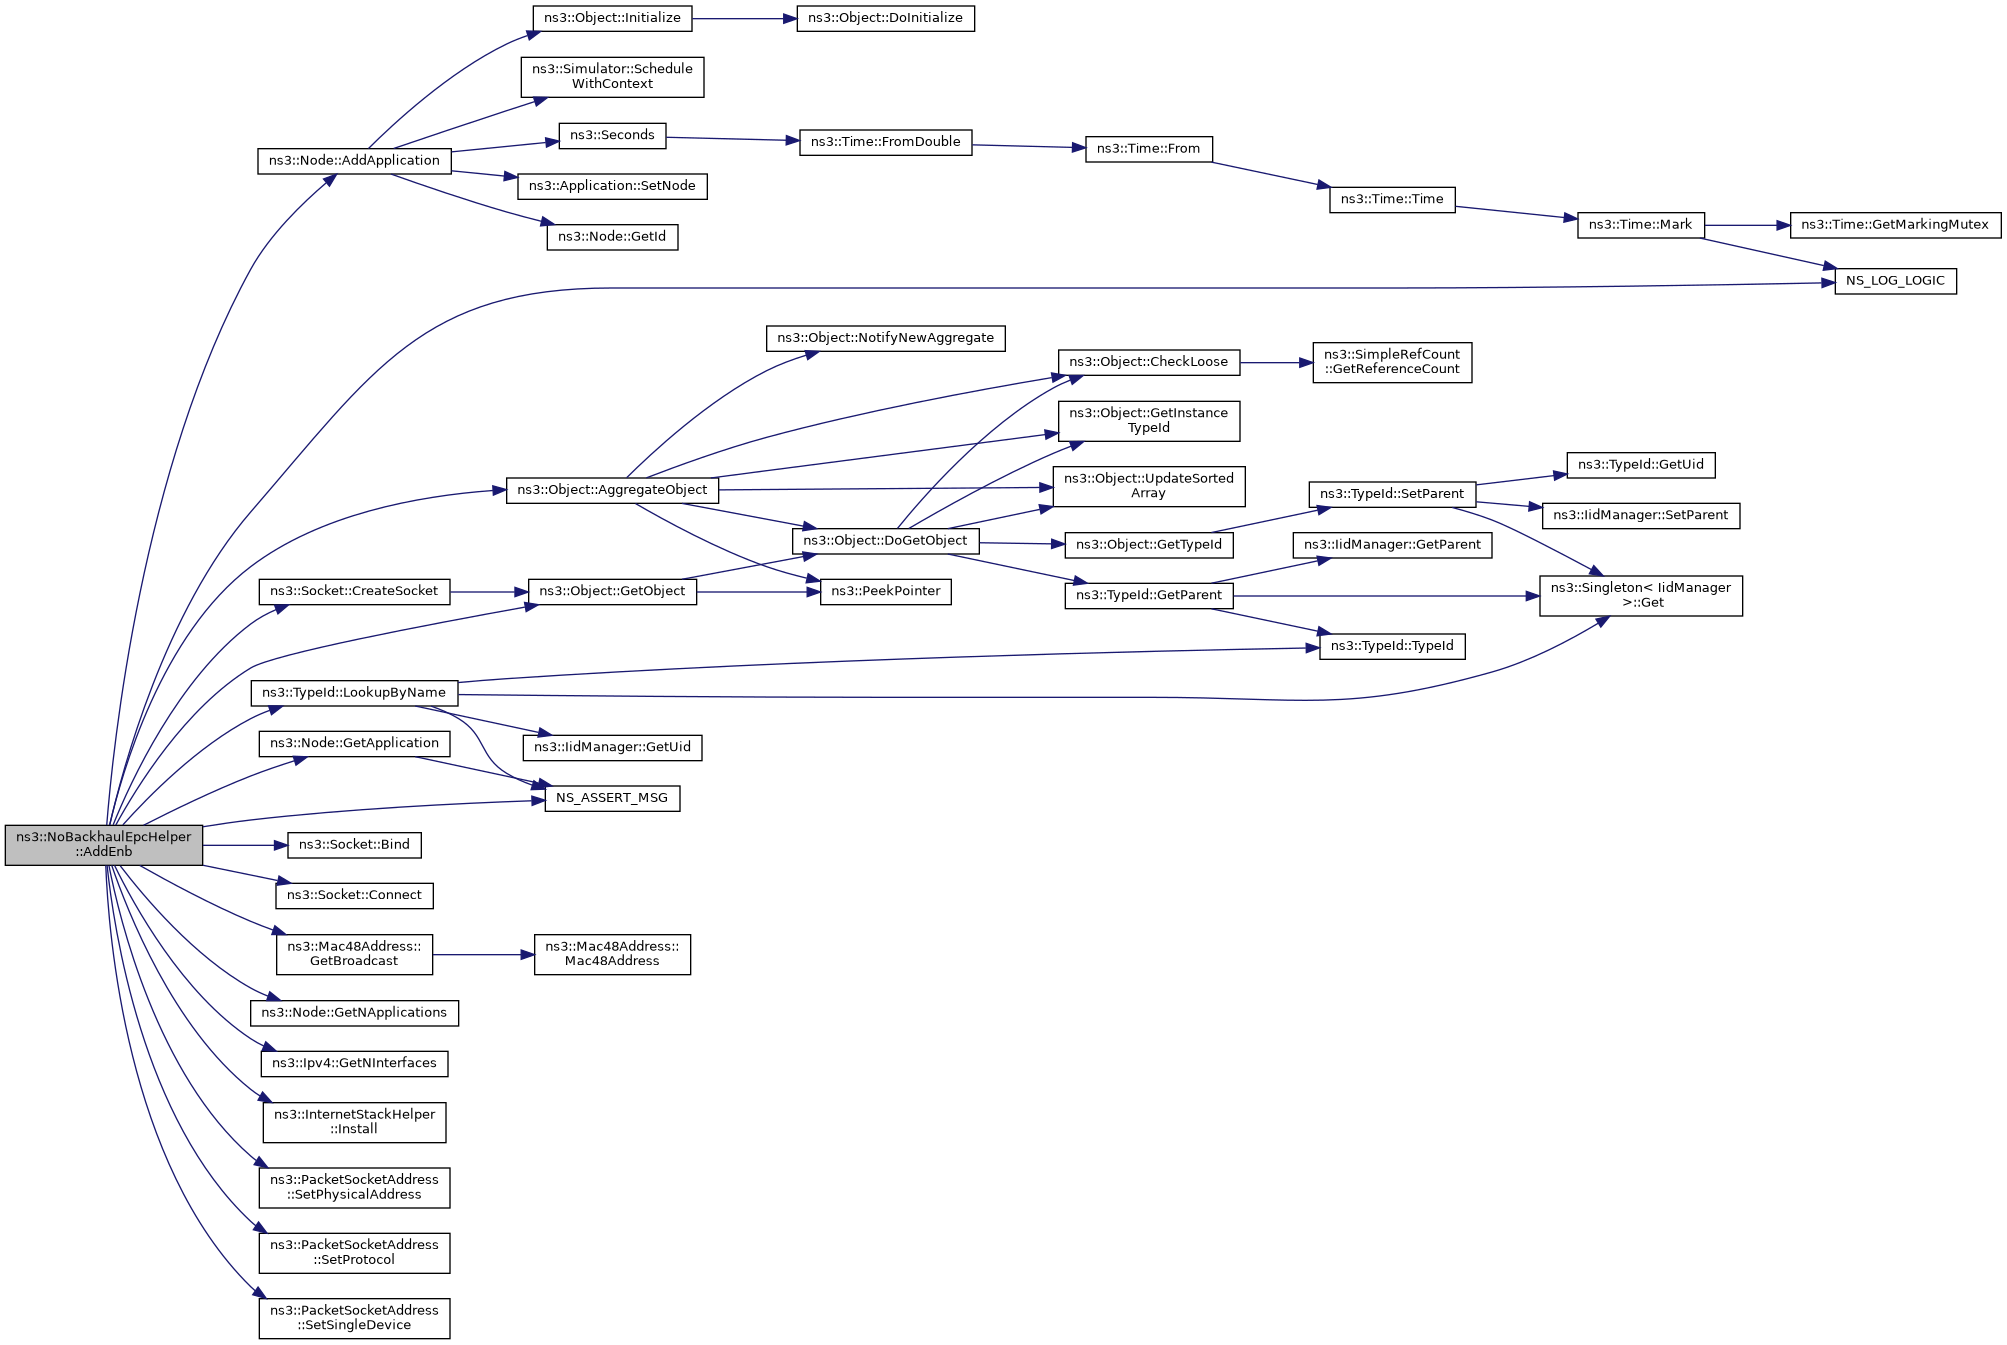 ns3::Object::Initialize
ns3::Object::DoInitialize
ns3::Simulator::Schedule
WithContext
ns3::Seconds
ns3::Time::FromDouble
ns3::Time::From
ns3::Node::AddApplication
ns3::Application::SetNode
ns3::Time::Time
ns3::Node::GetId
ns3::Time::Mark
ns3::Time::GetMarkingMutex
NS_LOG_LOGIC
ns3::Object::NotifyNewAggregate
ns3::Object::CheckLoose
ns3::SimpleRefCount
::GetReferenceCount
ns3::Object::GetInstance
TypeId
ns3::Object::AggregateObject
ns3::Object::UpdateSorted
Array
ns3::TypeId::SetParent
ns3::TypeId::GetUid
ns3::IidManager::SetParent
ns3::Object::DoGetObject
ns3::Object::GetTypeId
ns3::IidManager::GetParent
ns3::Socket::CreateSocket
ns3::Object::GetObject
ns3::PeekPointer
ns3::TypeId::GetParent
ns3::Singleton< IidManager
>::Get
ns3::TypeId::TypeId
ns3::TypeId::LookupByName
ns3::Node::GetApplication
ns3::IidManager::GetUid
NS_ASSERT_MSG
ns3::NoBackhaulEpcHelper
::AddEnb
ns3::Socket::Bind
ns3::Socket::Connect
ns3::Mac48Address::
GetBroadcast
ns3::Mac48Address::
Mac48Address
ns3::Node::GetNApplications
ns3::Ipv4::GetNInterfaces
ns3::InternetStackHelper
::Install
ns3::PacketSocketAddress
::SetPhysicalAddress
ns3::PacketSocketAddress
::SetProtocol
ns3::PacketSocketAddress
::SetSingleDevice